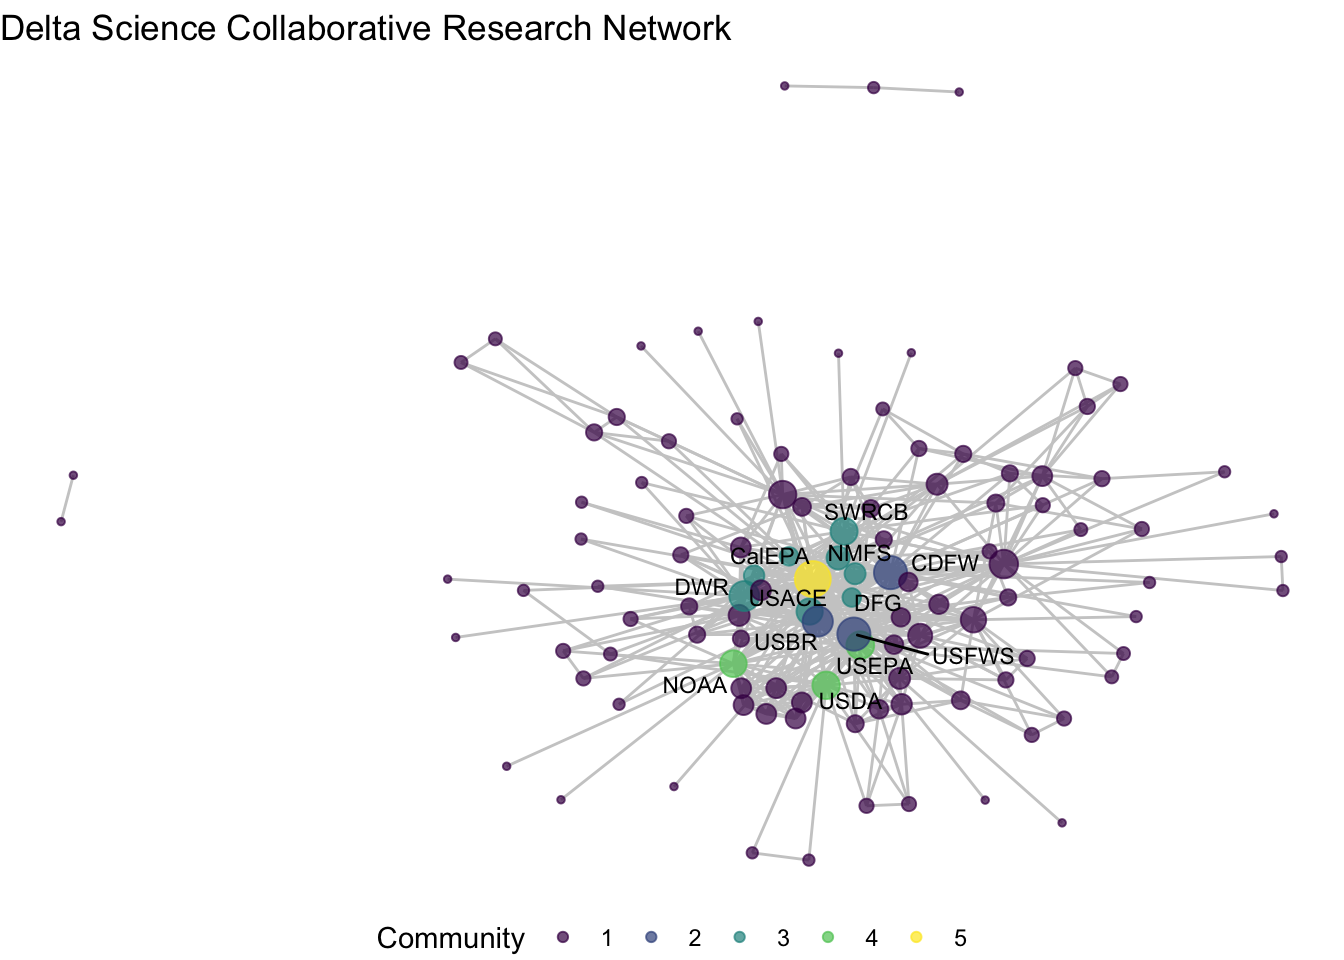 Delta Science Collaborative Research Network
SWRCB
CalEPA
NMFS
CDFW
DWR
USACE
DFG
USBR
USFWS
USEPA
NOAA
USDA
Community 1 2 3 4 5